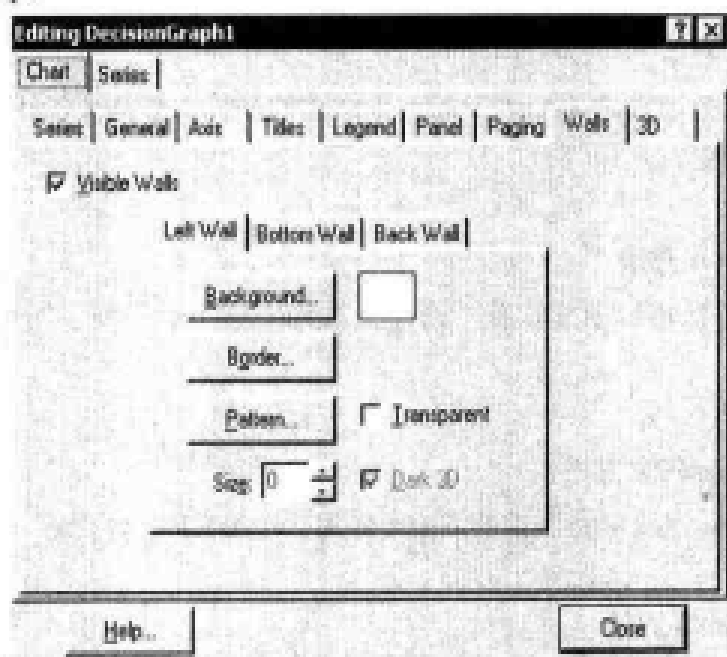 Editing DecisionGraph1
Chart Series
Series General Axis Titles Legend Panel Paging Walls 3D
Visible Walls
Left Wall Bottom Wall Back Wall
Background...
Border...
Pattern... Transparent
Size: 0 Dark 3D
Help... Close